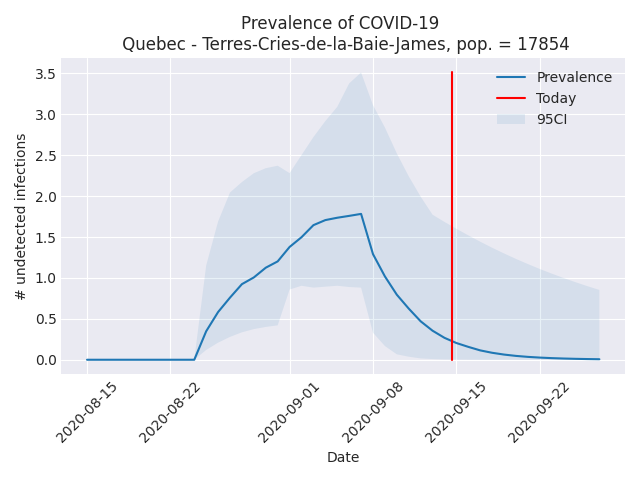 Prevalence of COVID-19
Quebec - Terres-Cries-de-la-Baie-James, pop. = 17854
Prevalence
Today
95CI
3.5
3.0
2.5
2.0
1.5
1.0
0.5
0.0
# undetected infections
2020-08-15
2020-08-22
2020-09-01
2020-09-08
2020-09-15
2020-09-22
Date